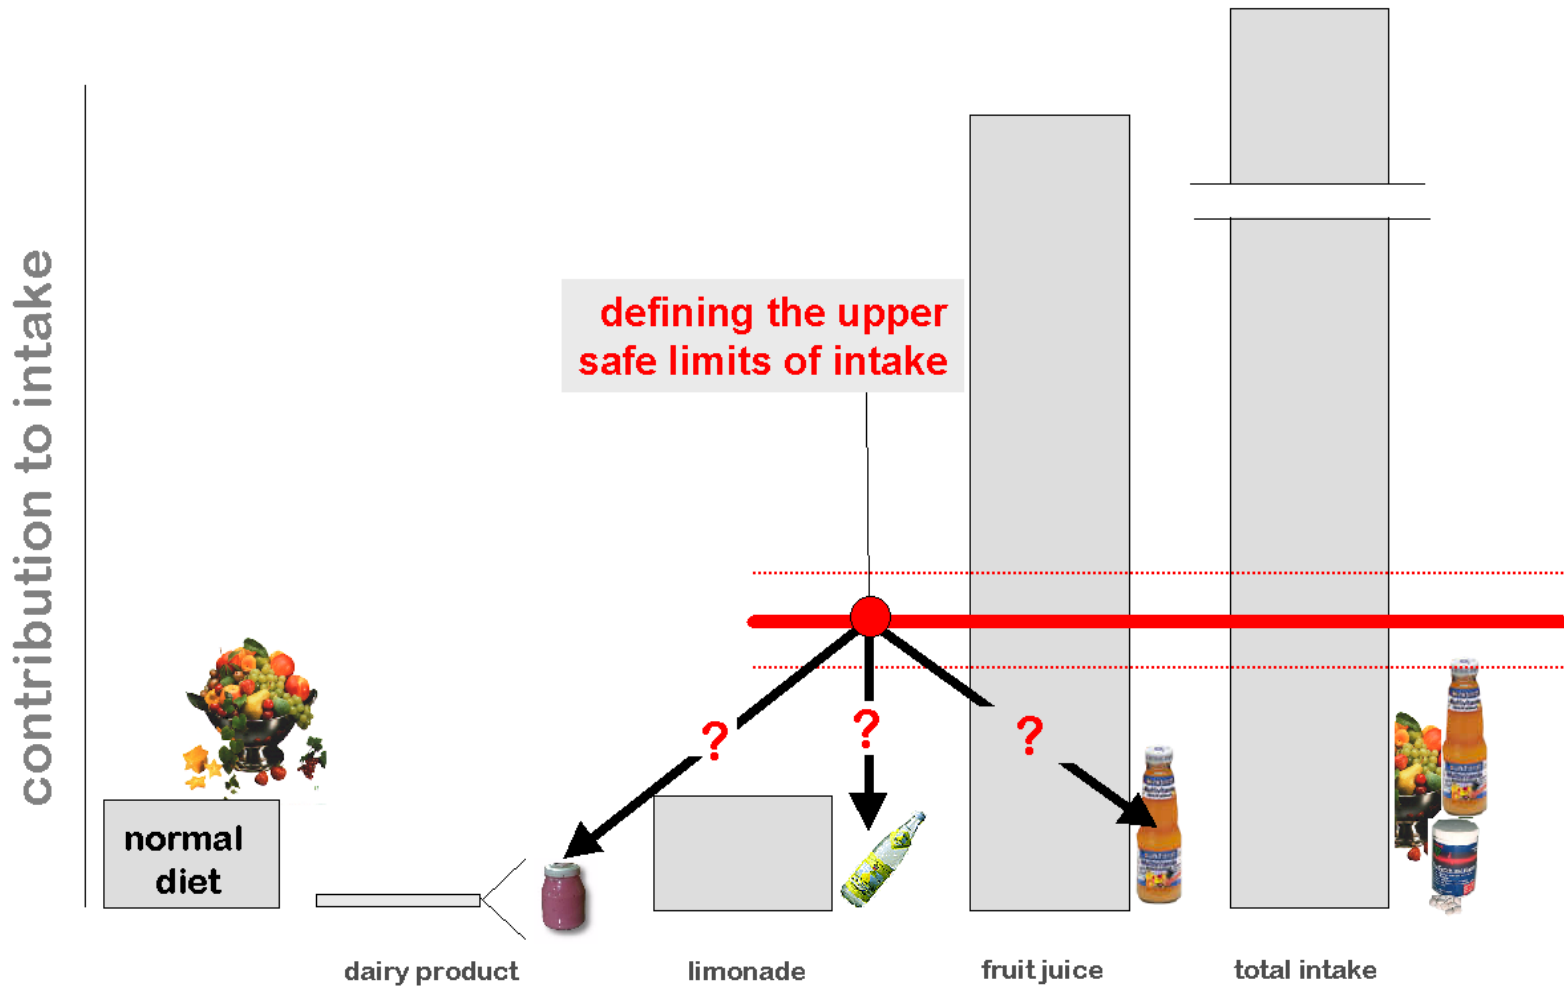 contribution to intake
defining the upper
safe limits of intake
?
?
?
normal
diet
dairy product
limonade
fruit juice
total intake